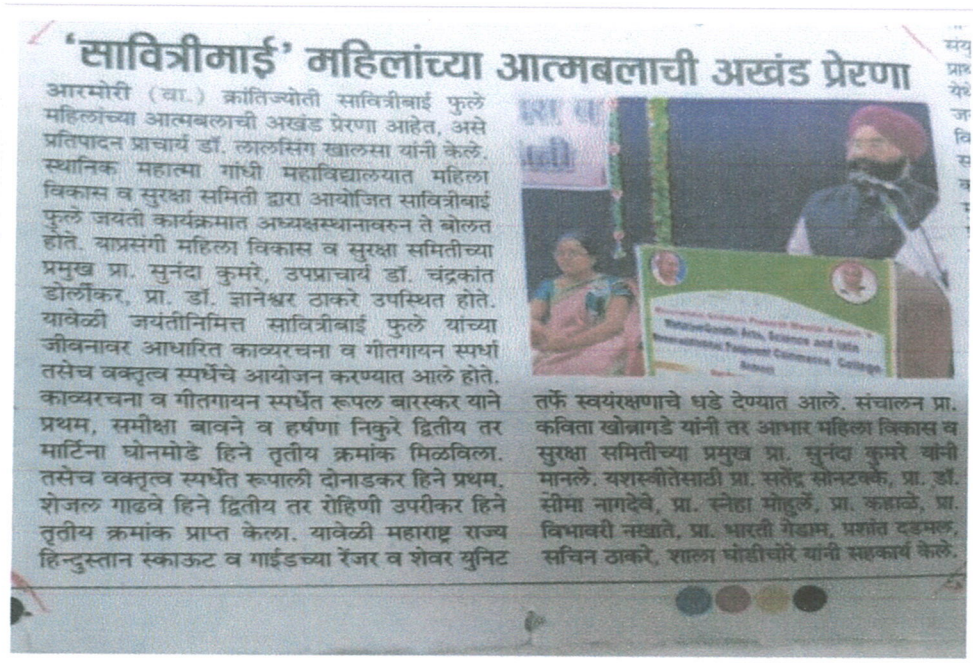 ‘सावित्रीमाई’ महिलांच्या आत्मबलाची अखंड प्रेरणा
आरमोरी (वा.) क्रांतिज्योती सावित्रीबाई फुले
महिलांच्या आत्मबलाची अखंड प्रेरणा आहेत, असे
प्रतिपादन प्राचार्य डॉ. लालसिंग खालसा यांनी केले.
स्थानिक महात्मा गांधी महाविद्यालयात महिला
विकास व सुरक्षा समिती द्वारा आयोजित सावित्रीबाई
फुले जयंती कार्यक्रमात अध्यक्षस्थानावरुन ते बोलत
होते. याप्रसंगी महिला विकास व सुरक्षा समितीच्या
प्रमुख प्रा. सुनंदा कुमरे, उपप्राचार्य डॉ. चंद्रकांत
डोर्लीकर, प्रा. डॉ. ज्ञानेश्वर ठाकरे उपस्थित होते.
यावेळी जयंतीनिमित्त सावित्रीबाई फुले यांच्या
जीवनावर आधारित काव्यरचना व गीतगायन स्पर्धा
तसेच वक्तृत्व स्पर्धेचे आयोजन करण्यात आले होते.
काव्यरचना व गीतगायन स्पर्धेत रूपल बारस्कर याने
प्रथम, समीक्षा बावने व हर्षणा निकुरे द्वितीय तर
मार्टिना घोनमोडे हिने तृतीय क्रमांक मिळविला.
तसेच वक्तृत्व स्पर्धेत रूपाली दोनाडकर हिने प्रथम,
शेजल गाढवे हिने द्वितीय तर रोहिणी उपरीकर हिने
तृतीय क्रमांक प्राप्त केला. यावेळी महाराष्ट्र राज्य
हिन्दुस्तान स्काऊट व गाईडच्या रेंजर व शेवर युनिट
Mahatma Gandhi Arts, Science and late
College,
तर्फे स्वयंरक्षणाचे धडे देण्यात आले. संचालन प्रा.
कविता खोब्रागडे यांनी तर आभार महिला विकास व
सुरक्षा समितीच्या प्रमुख प्रा. सुनंदा कुमरे यांनी
मानले. यशस्वीतेसाठी प्रा. सतेंद्र सोनटक्के, प्रा. डॉ.
सीमा नागदेवे, प्रा. स्नेहा मोहुर्ले, प्रा. कहाळे, प्रा.
विभावरी नखाते, प्रा. भारती गेडाम, प्रशांत दडमल,
सचिन ठाकरे, शाला घोडीचोरे यांनी सहकार्य केले.